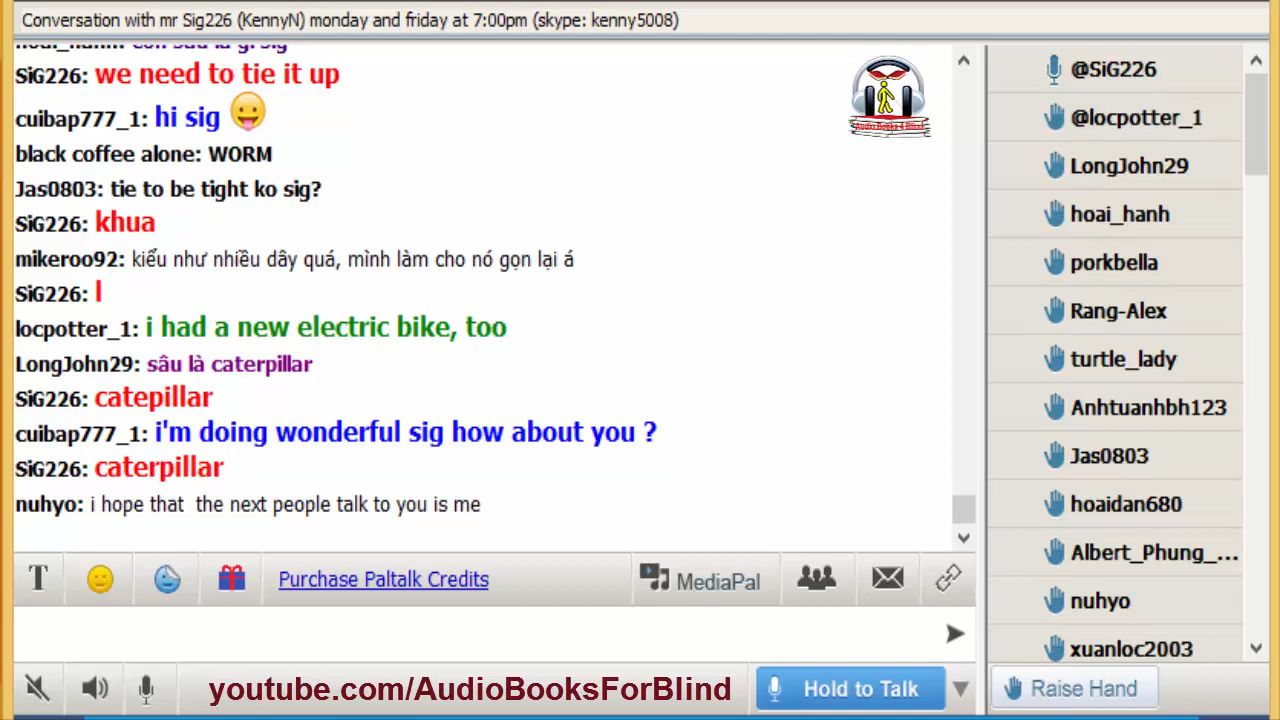 Conversation with mr Sig226 (KennyN) monday and friday at 7:00pm (skype: kenny5008)
SiG226: we need to tie it up
cuibap777_1: hi sig
black coffee alone: WORM
Jas0803: tie to be tight ko sig?
SiG226: khua
mikeroo92: kiểu như nhiều dây quá, mình làm cho nó gọn lại á
SiG226: l
locpotter_1: i had a new electric bike, too
LongJohn29: sâu là caterpillar
SiG226: catepillar
cuibap777_1: i'm doing wonderful sig how about you ?
SiG226: caterpillar
nuhyo: i hope that  the next people talk to you is me
Audio Books 4 Blind
@SiG226
@locpotter_1
LongJohn29
hoai_hanh
porkbella
Rang-Alex
turtle_lady
Anhtuanhbh123
Jas0803
hoaidan680
Albert_Phung_...
nuhyo
xuanloc2003
T
Purchase Paltalk Credits
MediaPal
youtube.com/AudioBooksForBlind
Hold to Talk
Raise Hand